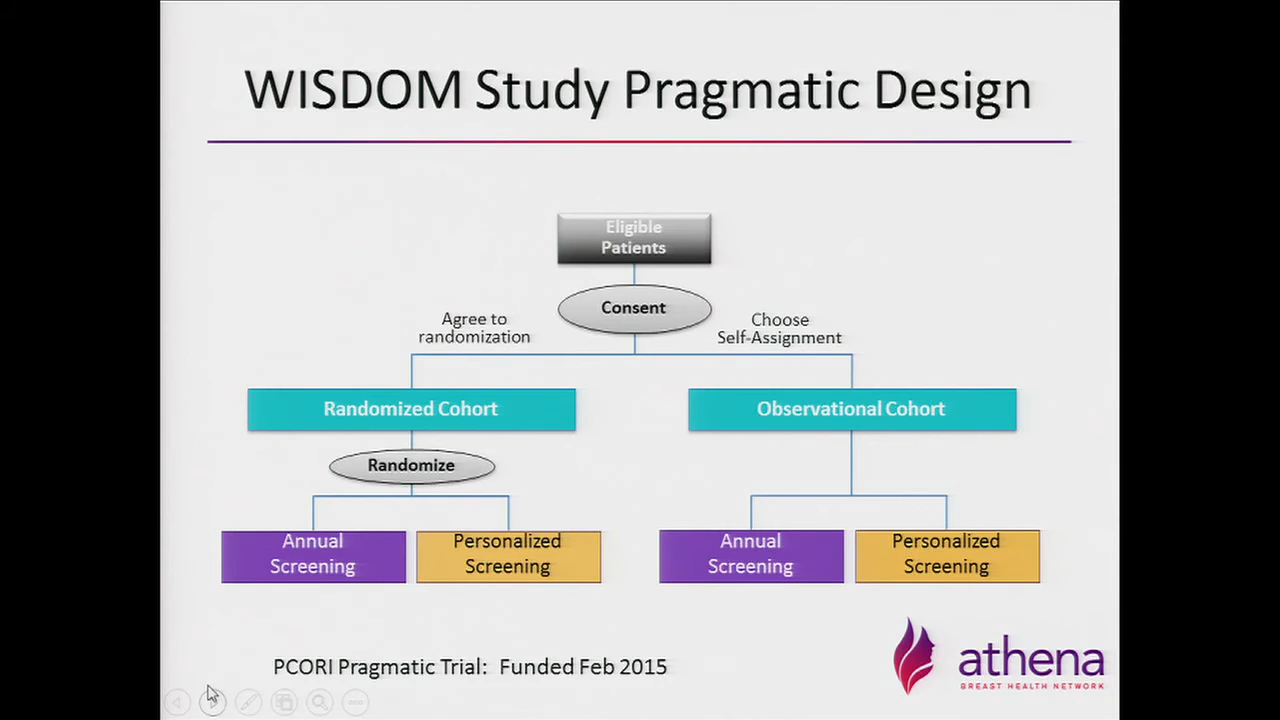 WISDOM Study Pragmatic Design
Eligible
Patients
Consent
Agree to
randomization
Choose
Self-Assignment
Randomized Cohort
Observational Cohort
Randomize
Annual
Screening
Personalized
Screening
Annual
Screening
Personalized
Screening
PCORI Pragmatic Trial:  Funded Feb 2015
athena
BREAST HEALTH NETWORK